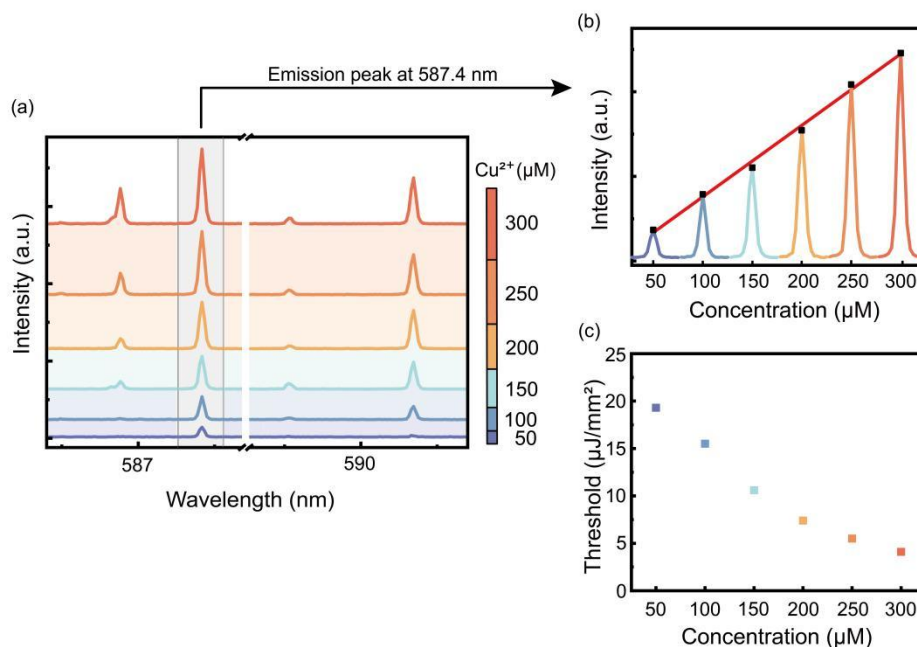 Emission peak at 587.4 nm
(a)
Intensity (a.u.)
587
590
Wavelength (nm)
Cu²⁺(μM)
300
250
200
150
100
50
(b)
Intensity (a.u.)
50 100 150 200 250 300
Concentration (μM)
(c)
Threshold (μJ/mm²)
25
20
15
10
5
0
50 100 150 200 250 300
Concentration (μM)